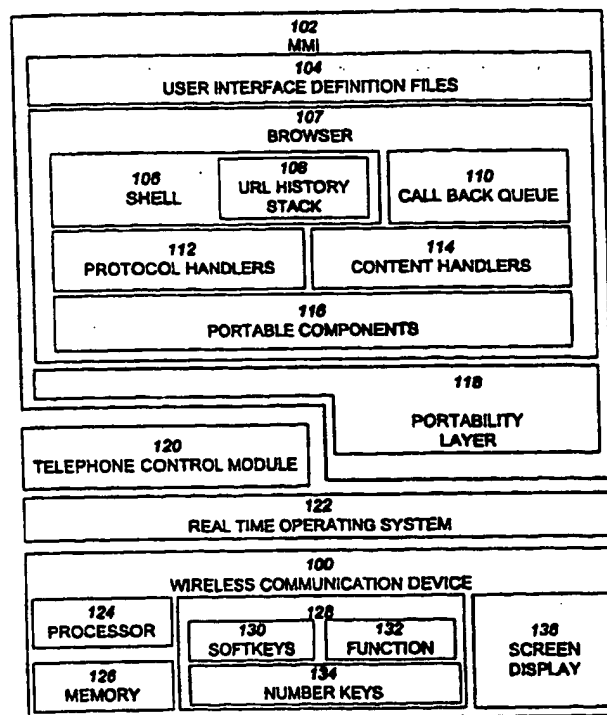 102
MMI
104
USER INTERFACE DEFINITION FILES
107
BROWSER
106
SHELL
108
URL HISTORY
STACK
110
CALL BACK QUEUE
112
PROTOCOL HANDLERS
114
CONTENT HANDLERS
116
PORTABLE COMPONENTS
118
PORTABILITY
LAYER
120
TELEPHONE CONTROL MODULE
122
REAL TIME OPERATING SYSTEM
100
WIRELESS COMMUNICATION DEVICE
124
PROCESSOR
126
MEMORY
128
130
SOFTKEYS
132
FUNCTION
134
NUMBER KEYS
136
SCREEN
DISPLAY